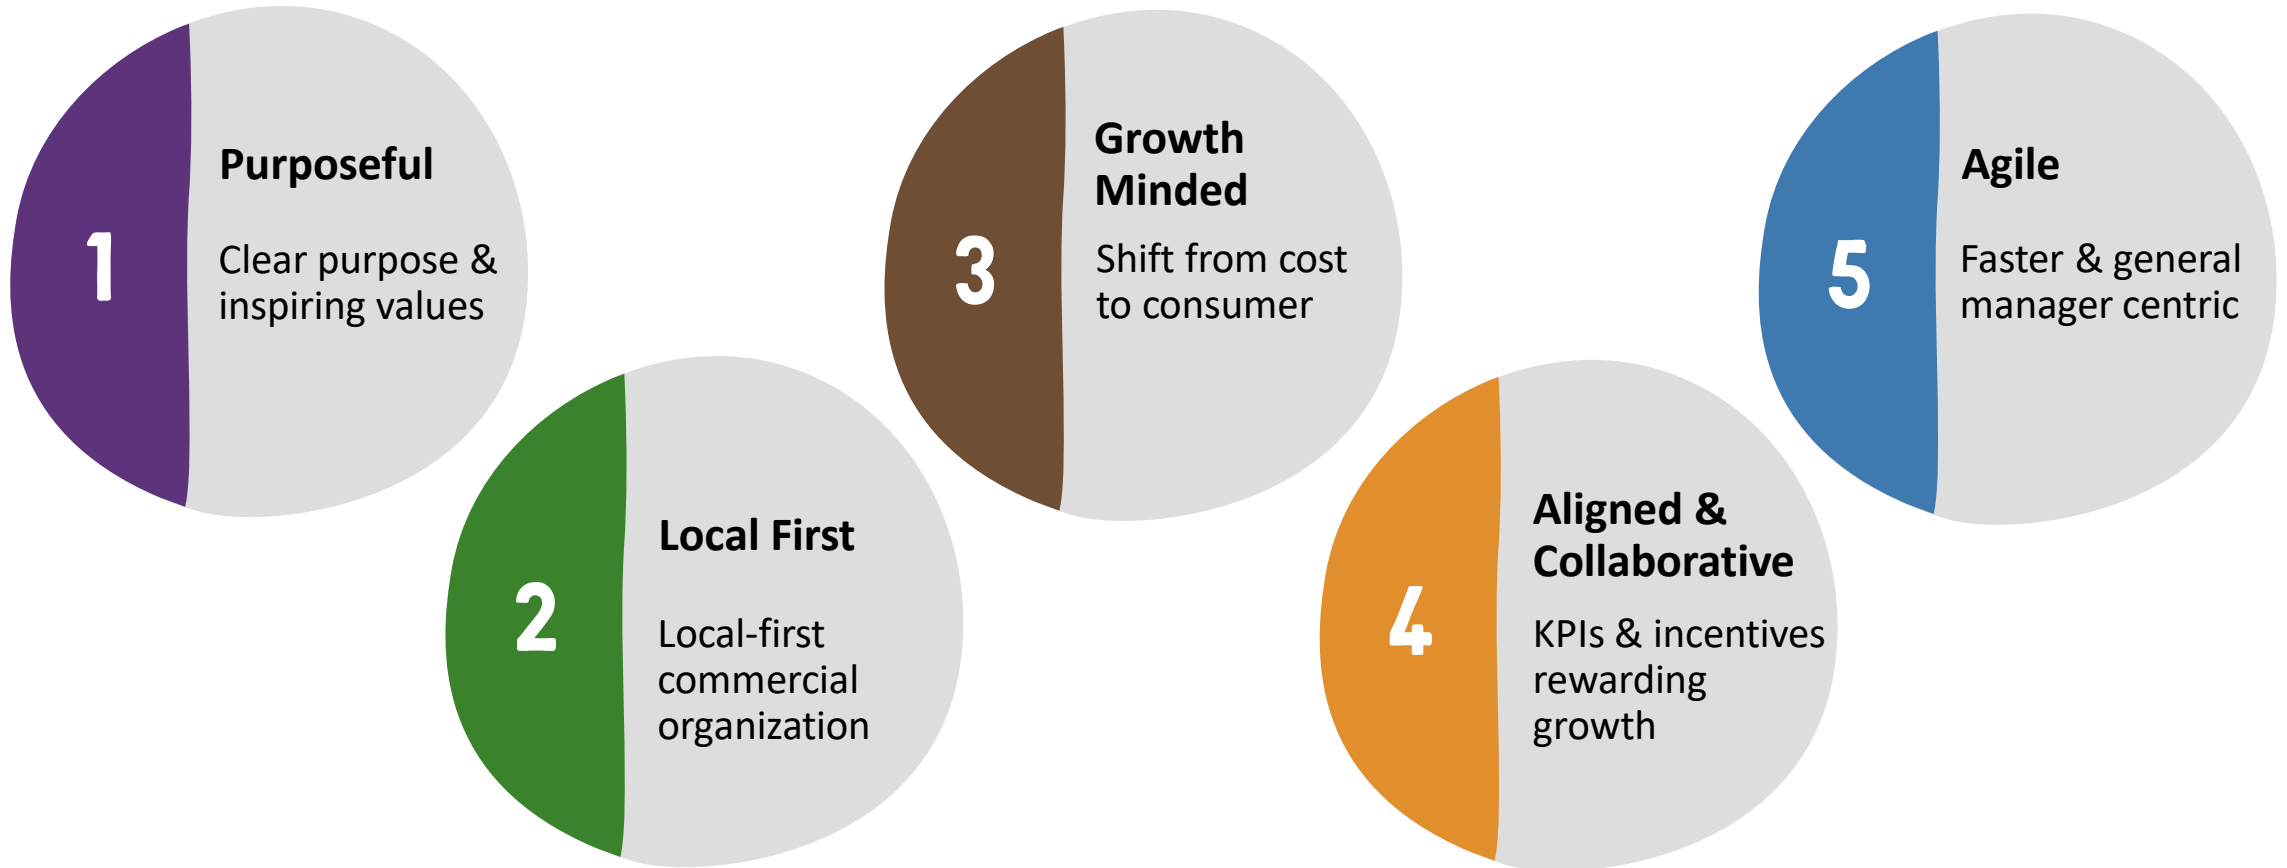 1
Purposeful
Clear purpose &
inspiring values
2
Local First
Local-first
commercial
organization
3
Growth
Minded
Shift from cost
to consumer
4
Aligned &
Collaborative
KPIs & incentives
rewarding
growth
5
Agile
Faster & general
manager centric